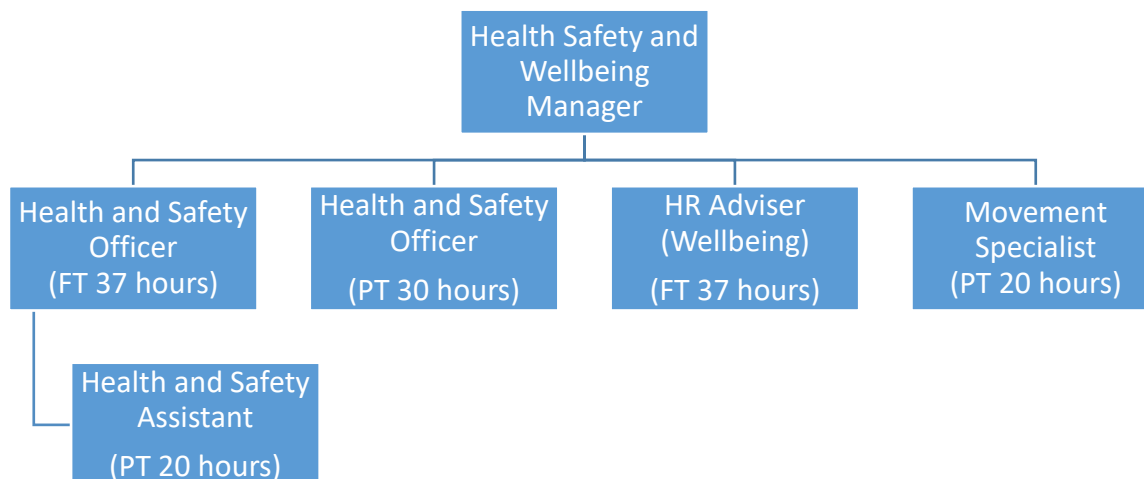 Health Safety and
Wellbeing
Manager
Health and Safety
Officer
(FT 37 hours)
Health and Safety
Officer
(PT 30 hours)
HR Adviser
(Wellbeing)
(FT 37 hours)
Movement
Specialist
(PT 20 hours)
Health and Safety
Assistant
(PT 20 hours)